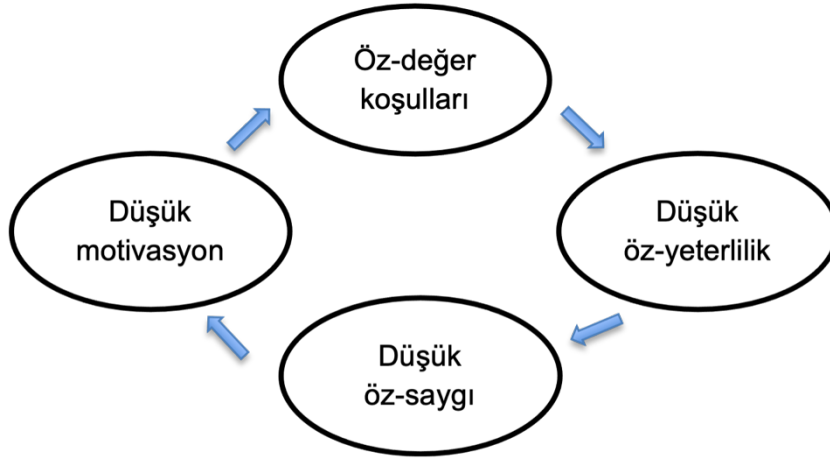 Öz-değer
koşulları
Düşük
motivasyon
Düşük
öz-yeterlilik
Düşük
öz-saygı